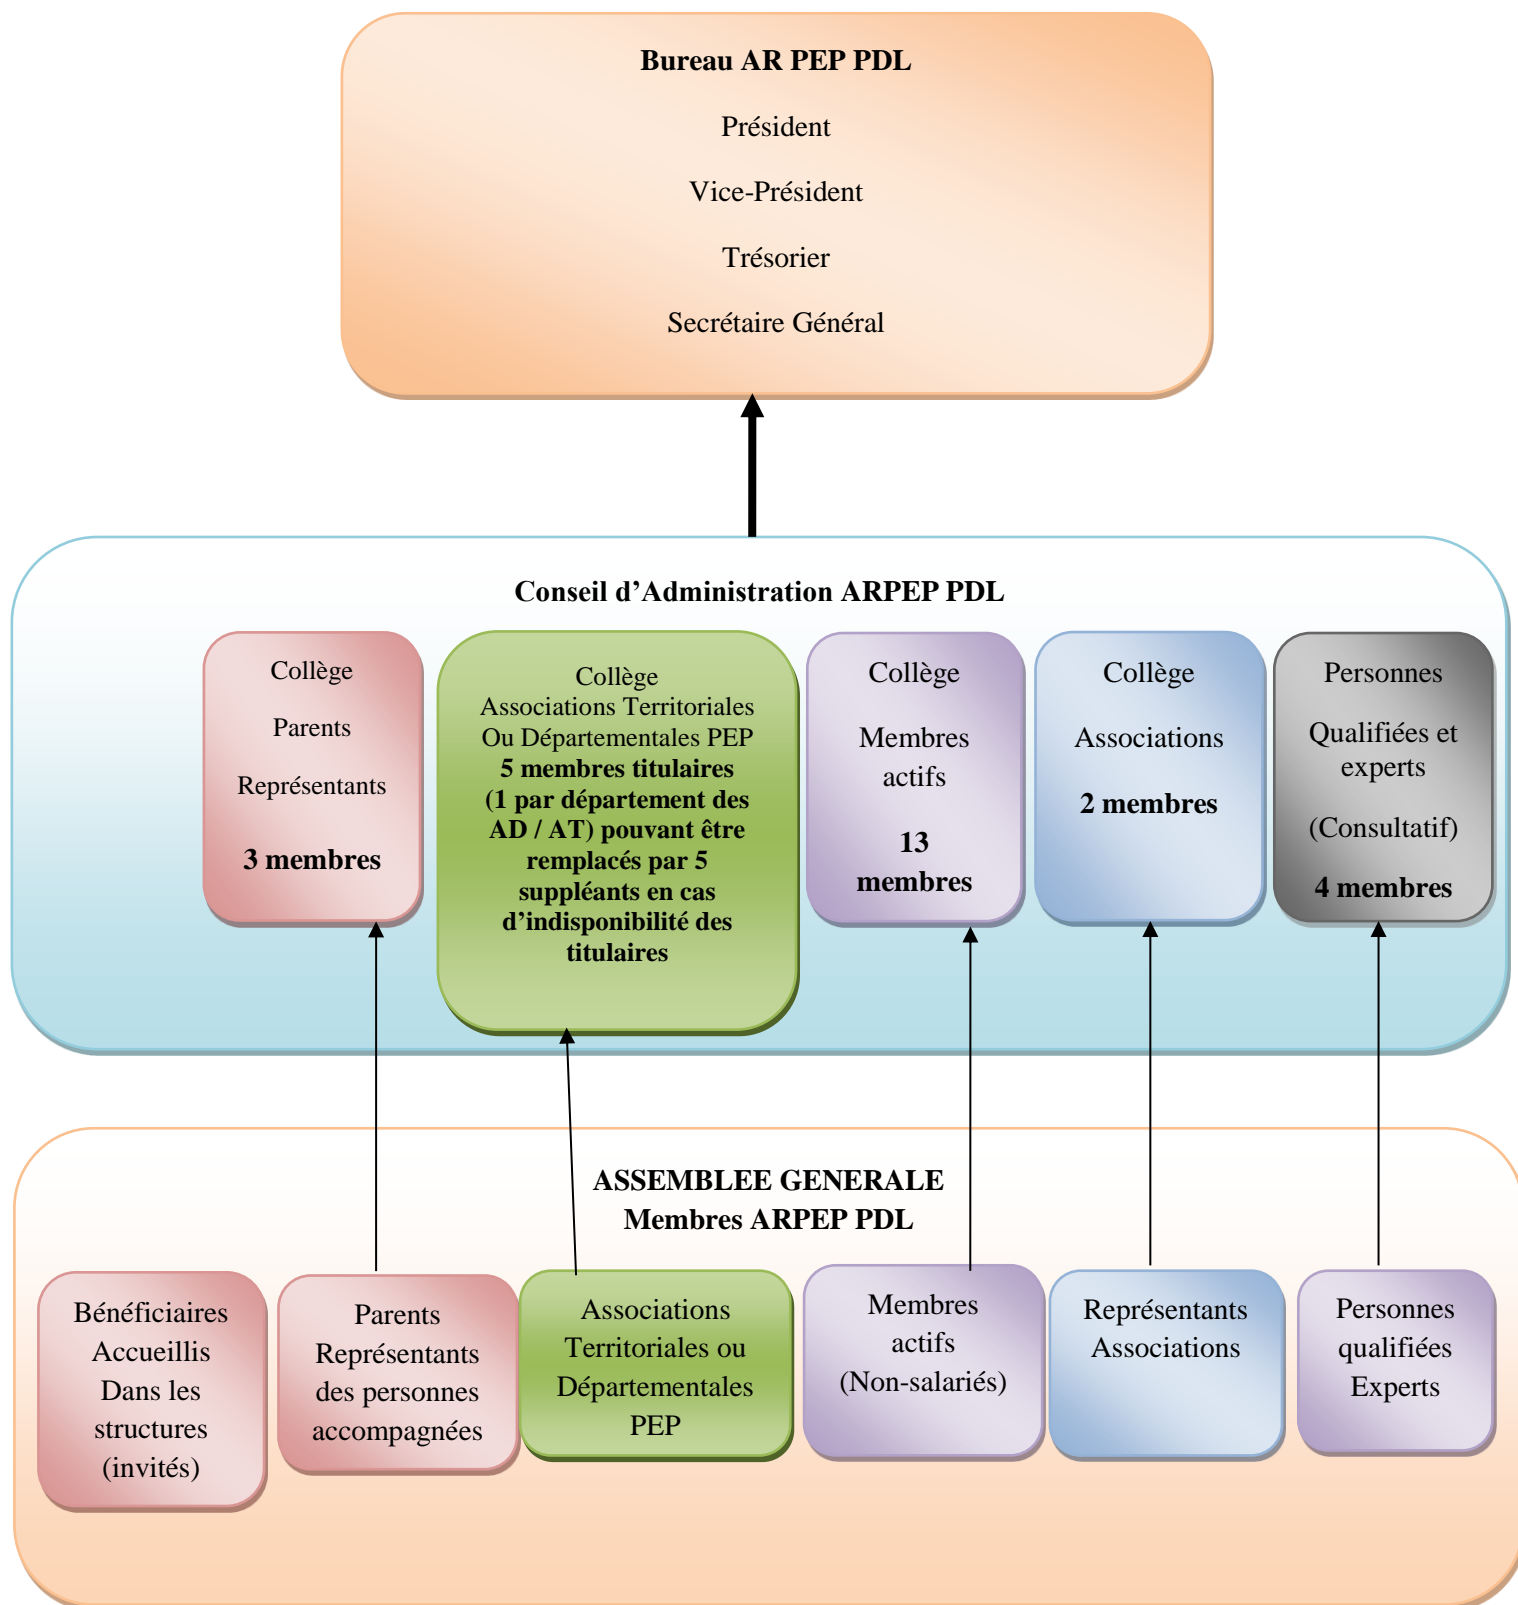 Bureau AR PEP PDL
Président
Vice-Président
Trésorier
Secrétaire Général
Conseil d’Administration ARPEP PDL
Collège
Parents
Représentants
3 membres
Collège
Associations Territoriales
Ou Départementales PEP
5 membres titulaires
(1 par département des
AD / AT) pouvant être
remplacés par 5
suppléants en cas
d’indisponibilité des
titulaires
Collège
Membres
actifs
13
membres
Collège
Associations
2 membres
Personnes
Qualifiées et
experts
(Consultatif)
4 membres
ASSEMBLEE GENERALE
Membres ARPEP PDL
Bénéficiaires
Accueillis
Dans les
structures
(invités)
Parents
Représentants
des personnes
accompagnées
Associations
Territoriales ou
Départementales
PEP
Membres
actifs
(Non-salariés)
Représentants
Associations
Personnes
qualifiées
Experts